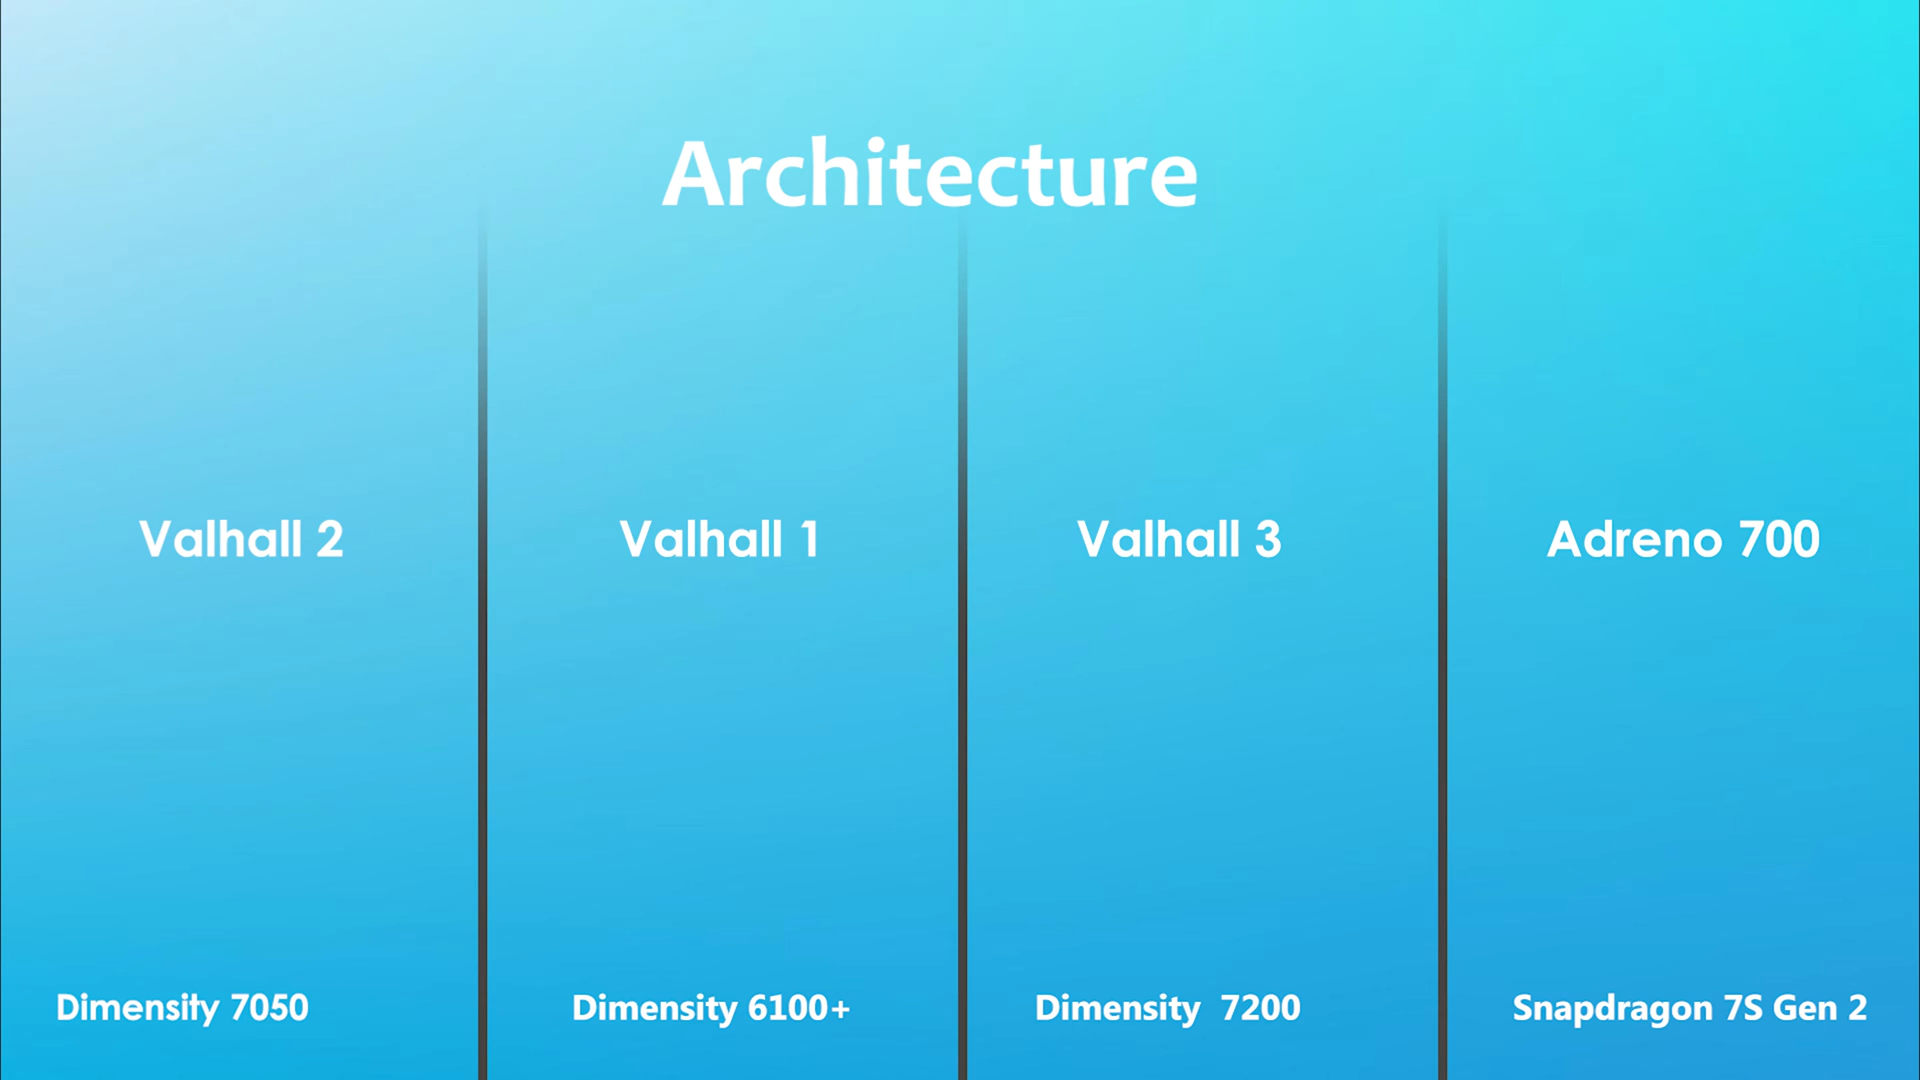 Architecture
Valhall 2
Valhall 1
Valhall 3
Adreno 700
Dimensity 7050
Dimensity 6100+
Dimensity 7200
Snapdragon 7S Gen 2